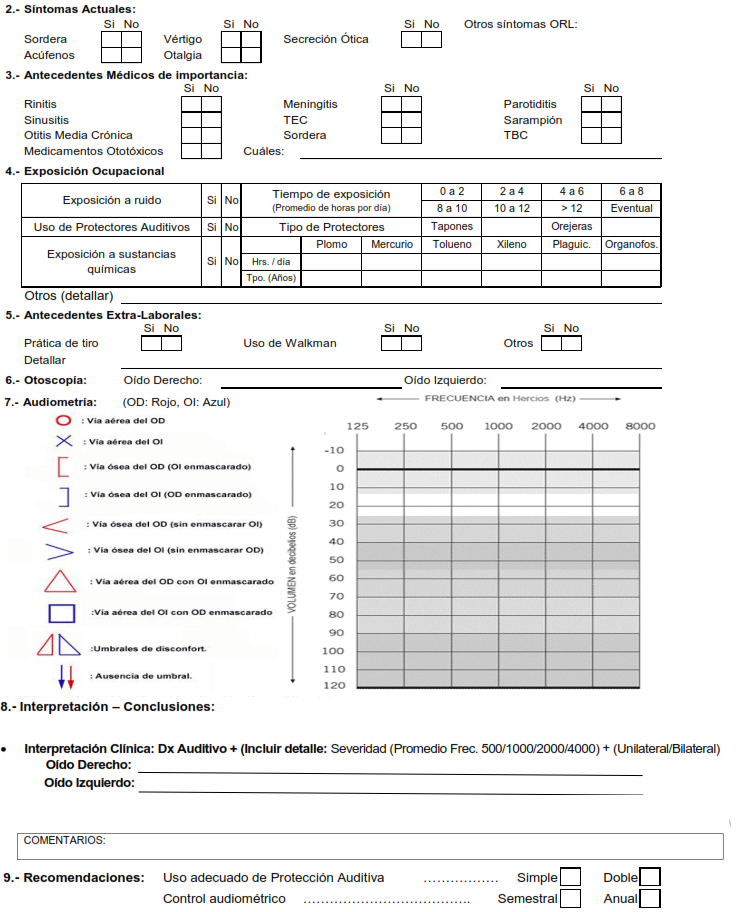 2.- Síntomas Actuales:
Si No Si No Si No Otros síntomas ORL:
Sordera Vértigo Secreción Ótica
Acúfenos Otalgia
3.- Antecedentes Médicos de importancia:
Si No Si No Si No
Rinitis Meningitis Parotiditis
Sinusitis TEC Sarampión
Otitis Media Crónica Sordera TBC
Medicamentos Ototóxicos Cuáles:
4.- Exposición Ocupacional
Exposición a ruido Si No Tiempo de exposición 0 a 2 2 a 4 4 a 6 6 a 8
(Promedio de horas por día) 8 a 10 10 a 12 > 12 Eventual
Uso de Protectores Auditivos Si No Tipo de Protectores Tapones Orejeras
Exposición a sustancias químicas Si No Plomo Mercurio Tolueno Xileno Plaguic. Organofos.
Hrs. / día
Tpo. (Años)
Otros (detallar)
5.- Antecedentes Extra-Laborales:
Si No Si No Si No
Prática de tiro Uso de Walkman Otros
Detallar
6.- Otoscopía: Oído Derecho: Oído Izquierdo:
7.- Audiometría: (OD: Rojo, OI: Azul)
FRECUENCIA en Hercios (Hz)
125 250 500 1000 2000 4000 8000
VOLUMEN en decibelios (dB)
-10
0
10
20
30
40
50
60
70
80
90
100
110
120
: Vía aérea del OD
: Vía aérea del OI
: Vía ósea del OD (OI enmascarado)
: Vía ósea del OI (OD enmascarado)
: Vía ósea del OD (sin enmascarar OI)
: Vía ósea del OI (sin enmascarar OD)
: Vía aérea del OD con OI enmascarado
:Vía aérea del OI con OD enmascarado
:Umbrales de disconfort.
: Ausencia de umbral.
8.- Interpretación – Conclusiones:
• Interpretación Clínica: Dx Auditivo + (Incluir detalle: Severidad (Promedio Frec. 500/1000/2000/4000) + (Unilateral/Bilateral)
Oído Derecho:
Oído Izquierdo:
COMENTARIOS:
9.- Recomendaciones: Uso adecuado de Protección Auditiva ................. Simple Doble
Control audiométrico ...................................... Semestral Anual